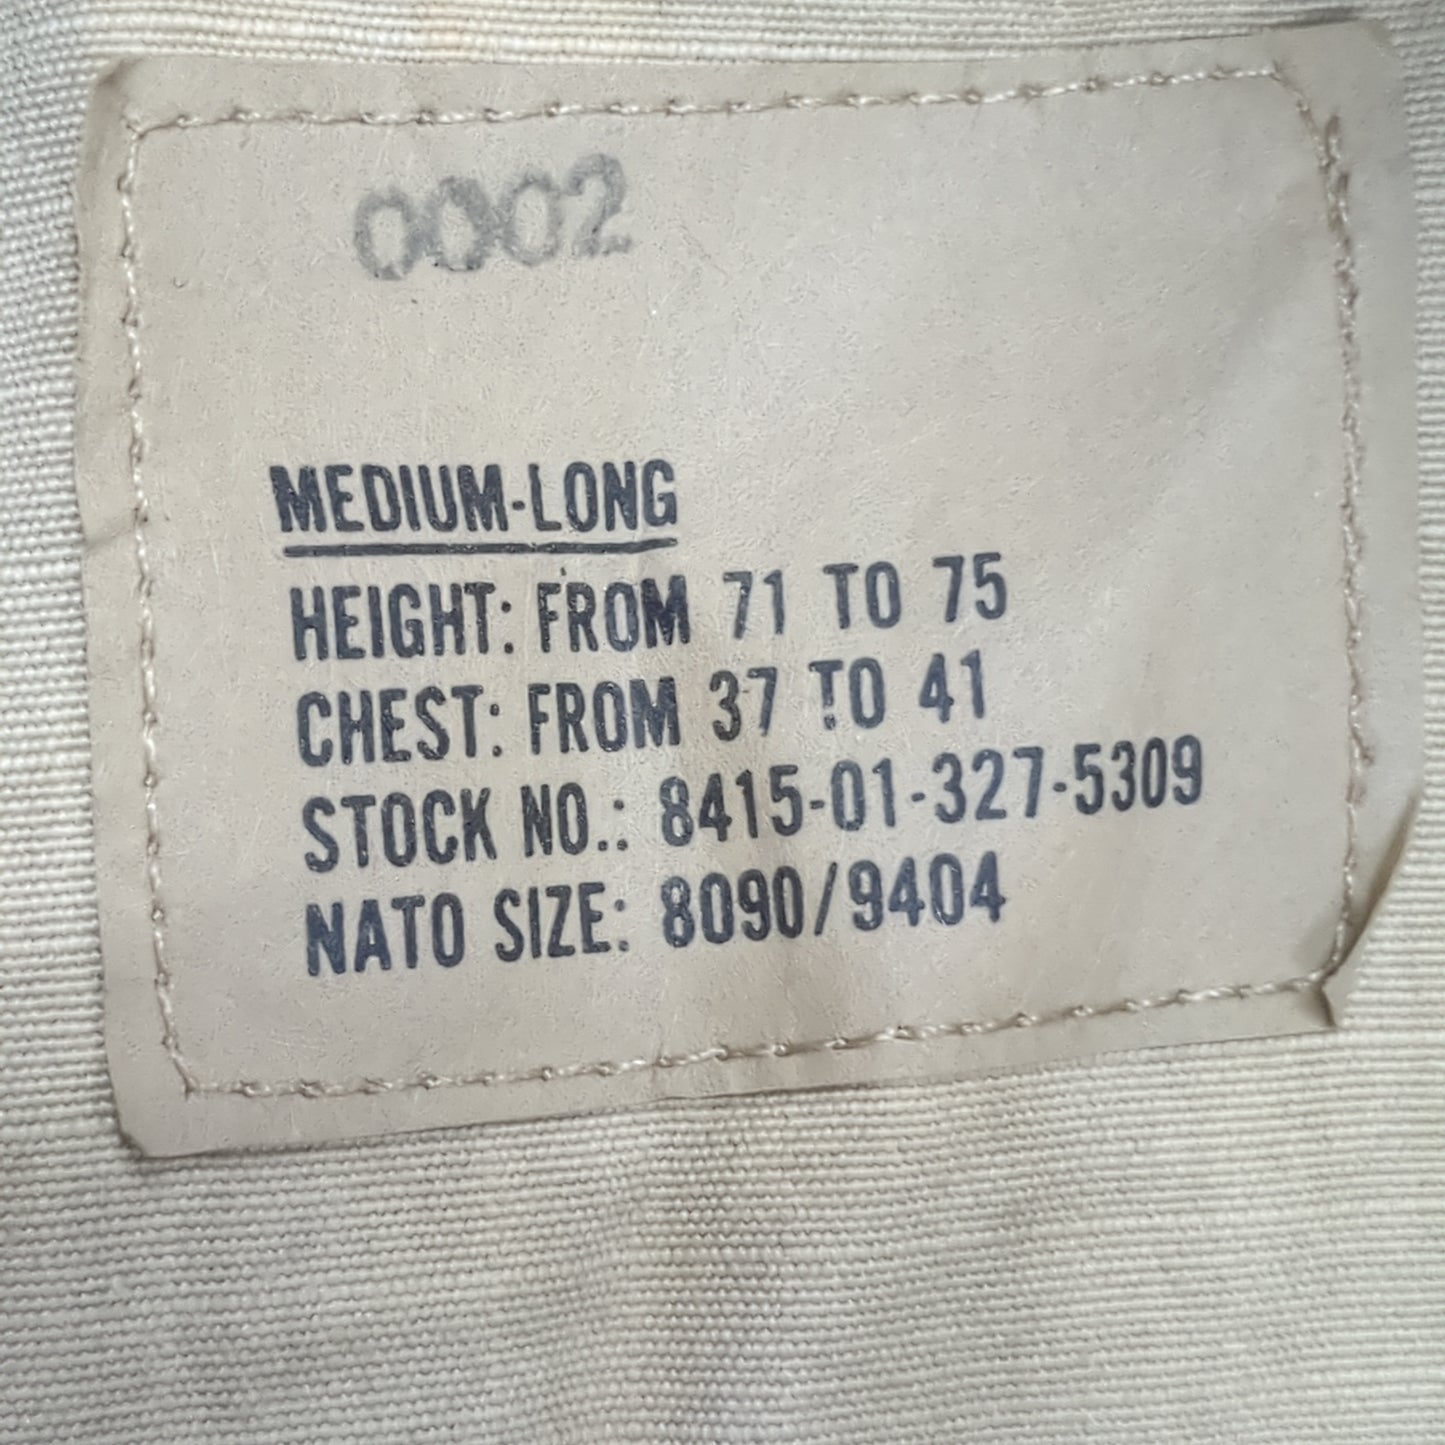 0002
MEDIUM-LONG
HEIGHT: FROM 71 TO 75
CHEST: FROM 37 TO 41
STOCK NO.: 8415-01-327-5309
NATO SIZE: 8090/9404